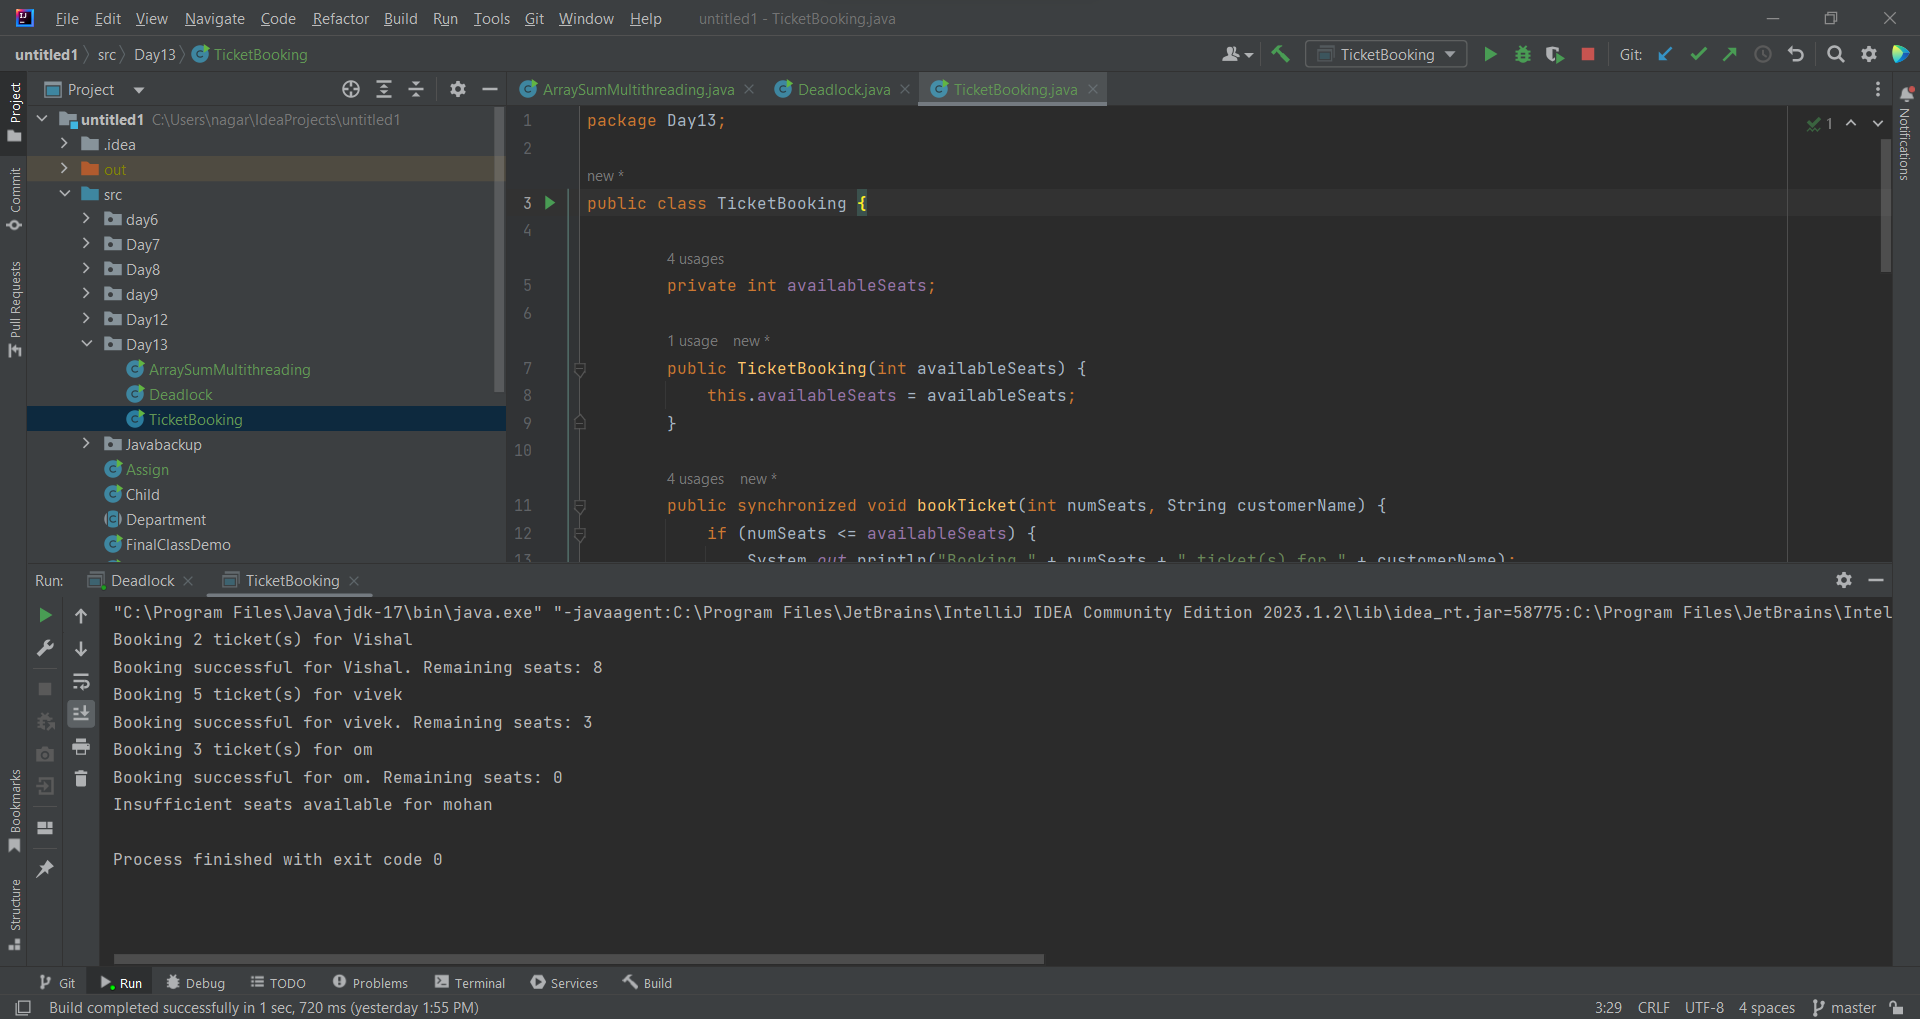 File Edit View Navigate Code Refactor Build Run Tools Git Window Help untitled1 - TicketBooking.java
untitled1 src Day13 TicketBooking
TicketBooking Git:
Project
ArraySumMultithreading.java Deadlock.java TicketBooking.java
Project
Commit
Pull Requests
Bookmarks
Structure
Notifications
untitled1 C:\Users\nagar\IdeaProjects\untitled1
.idea
out
src
day6
Day7
Day8
day9
Day12
Day13
ArraySumMultithreading
Deadlock
TicketBooking
Javabackup
Assign
Child
Department
FinalClassDemo
1 package Day13;
2
new *
3 public class TicketBooking {
4
4 usages
5 private int availableSeats;
6
1 usage new *
7 public TicketBooking(int availableSeats) {
8 this.availableSeats = availableSeats;
9 }
10
4 usages new *
11 public synchronized void bookTicket(int numSeats, String customerName) {
12 if (numSeats <= availableSeats) {
13 System.out.println("Booking " + numSeats + " ticket(s) for " + customerName);
1
Run: Deadlock TicketBooking
"C:\Program Files\Java\jdk-17\bin\java.exe" "-javaagent:C:\Program Files\JetBrains\IntelliJ IDEA Community Edition 2023.1.2\lib\idea_rt.jar=58775:C:\Program Files\JetBrains\Intel
Booking 2 ticket(s) for Vishal
Booking successful for Vishal. Remaining seats: 8
Booking 5 ticket(s) for vivek
Booking successful for vivek. Remaining seats: 3
Booking 3 ticket(s) for om
Booking successful for om. Remaining seats: 0
Insufficient seats available for mohan
Process finished with exit code 0
Git Run Debug TODO Problems Terminal Services Build
Build completed successfully in 1 sec, 720 ms (yesterday 1:55 PM) 3:29 CRLF UTF-8 4 spaces master